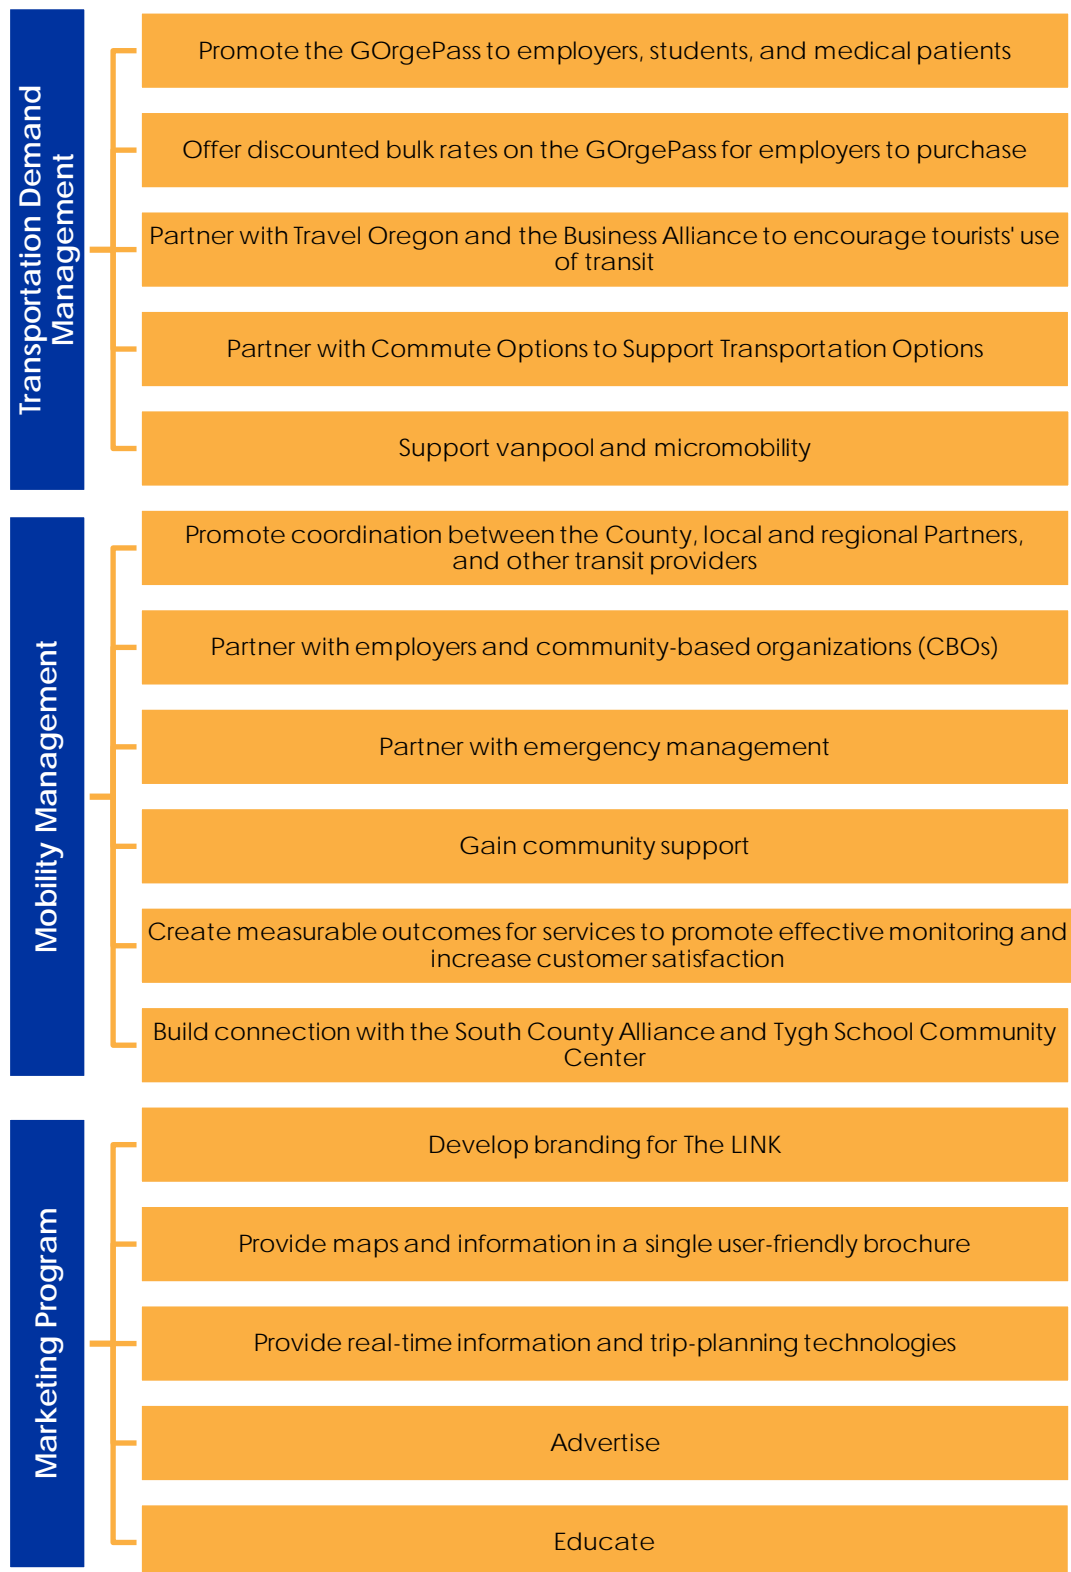 Transportation Demand
Management
Promote the GOrgePass to employers, students, and medical patients
Offer discounted bulk rates on the GOrgePass for employers to purchase
Partner with Travel Oregon and the Business Alliance to encourage tourists' use
of transit
Partner with Commute Options to Support Transportation Options
Support vanpool and micromobility
Mobility Management
Promote coordination between the County, local and regional Partners,
and other transit providers
Partner with employers and community-based organizations (CBOs)
Partner with emergency management
Gain community support
Create measurable outcomes for services to promote effective monitoring and
increase customer satisfaction
Build connection with the South County Alliance and Tygh School Community
Center
Marketing Program
Develop branding for The LINK
Provide maps and information in a single user-friendly brochure
Provide real-time information and trip-planning technologies
Advertise
Educate